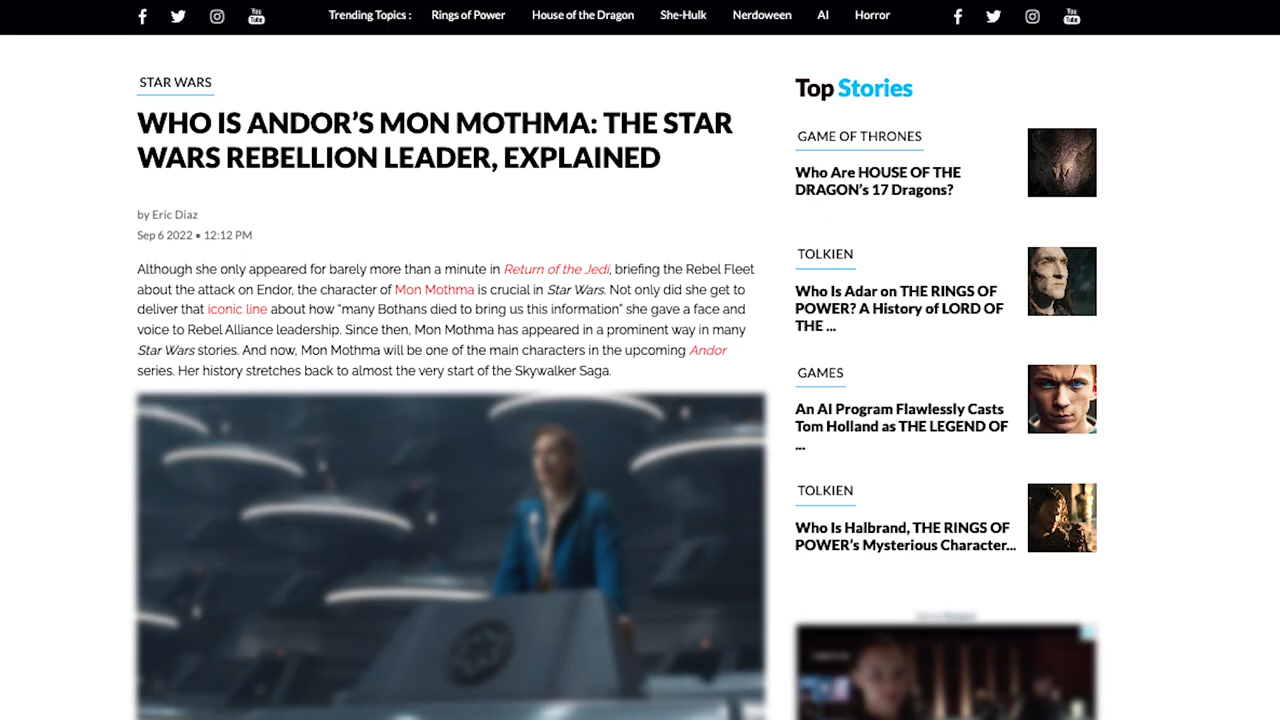 You
Tube
Trending Topics :
Rings of Power
House of the Dragon
She-Hulk
Nerdoween
AI
Horror
You
Tube
STAR WARS
WHO IS ANDOR’S MON MOTHMA: THE STAR
WARS REBELLION LEADER, EXPLAINED
by Eric Diaz
Sep 6 2022 • 12:12 PM
Although she only appeared for barely more than a minute in Return of the Jedi, briefing the Rebel Fleet
about the attack on Endor, the character of Mon Mothma is crucial in Star Wars. Not only did she get to
deliver that iconic line about how “many Bothans died to bring us this information” she gave a face and
voice to Rebel Alliance leadership. Since then, Mon Mothma has appeared in a prominent way in many
Star Wars stories. And now, Mon Mothma will be one of the main characters in the upcoming Andor
series. Her history stretches back to almost the very start of the Skywalker Saga.
Top Stories
GAME OF THRONES
Who Are HOUSE OF THE
DRAGON’s 17 Dragons?
TOLKIEN
Who Is Adar on THE RINGS OF
POWER? A History of LORD OF
THE ...
GAMES
An AI Program Flawlessly Casts
Tom Holland as THE LEGEND OF
...
TOLKIEN
Who Is Halbrand, THE RINGS OF
POWER’s Mysterious Character...